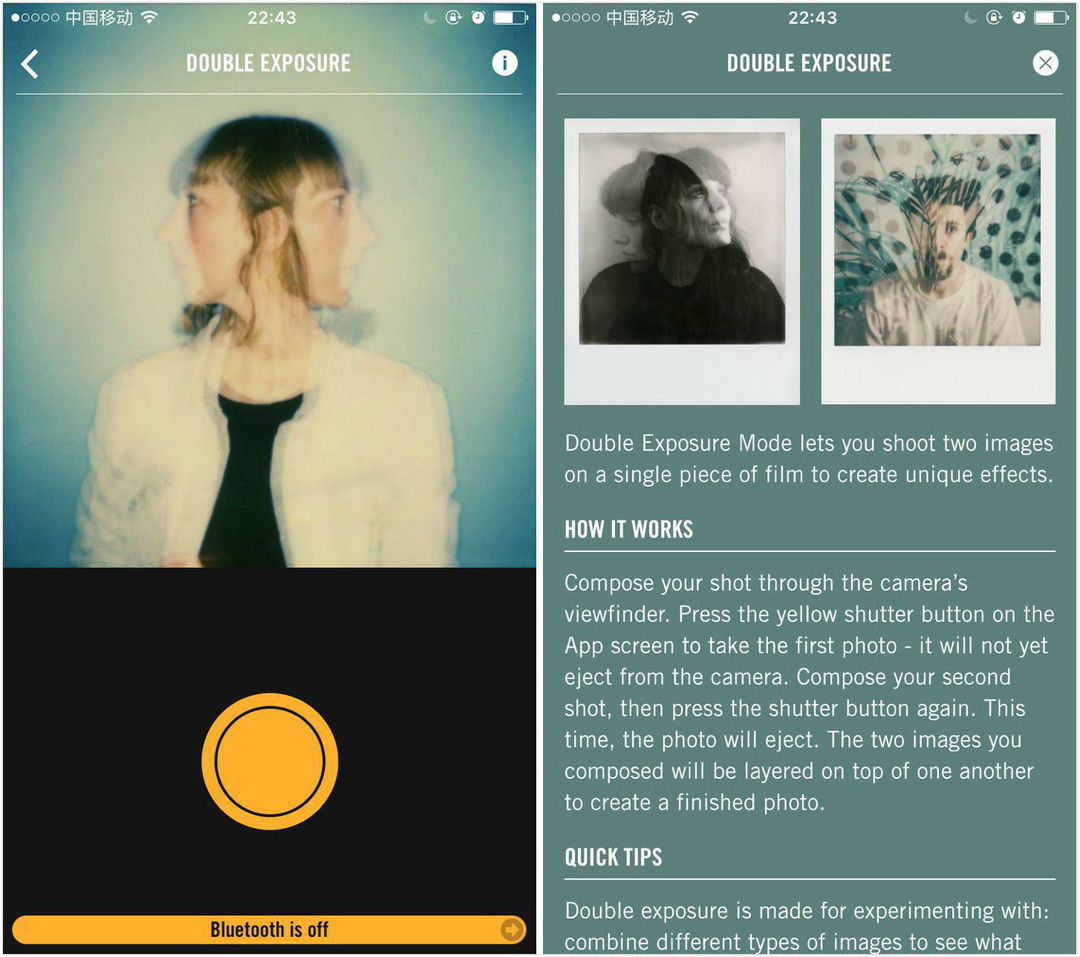 中国移动
22:43
DOUBLE EXPOSURE
i
Bluetooth is off
中国移动
22:43
DOUBLE EXPOSURE
Double Exposure Mode lets you shoot two images
on a single piece of film to create unique effects.
HOW IT WORKS
Compose your shot through the camera’s
viewfinder. Press the yellow shutter button on the
App screen to take the first photo - it will not yet
eject from the camera. Compose your second
shot, then press the shutter button again. This
time, the photo will eject. The two images you
composed will be layered on top of one another
to create a finished photo.
QUICK TIPS
Double exposure is made for experimenting with:
combine different types of images to see what